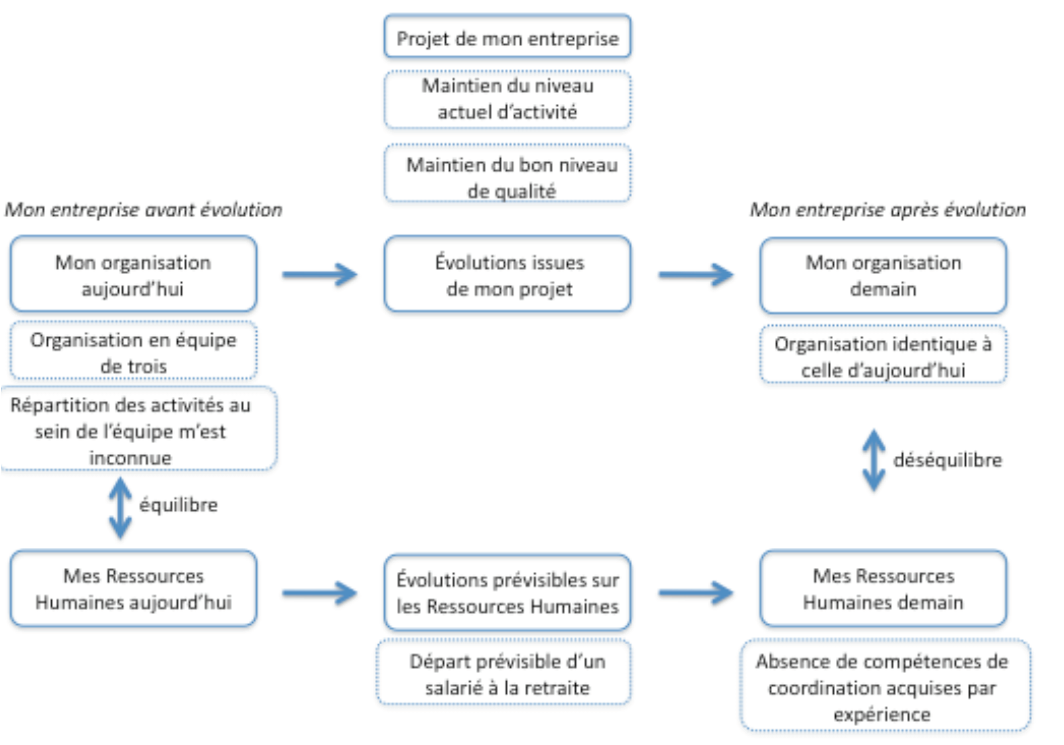 Projet de mon entreprise
Maintien du niveau
actuel d'activité
Maintien du bon niveau
de qualité
Mon entreprise avant évolution
Mon entreprise après évolution
Mon organisation
aujourd'hui
Évolutions issues
de mon projet
Mon organisation
demain
Organisation en équipe
de trois
Organisation identique à
celle d'aujourd'hui
Répartition des activités au
sein de l'équipe m'est
inconnue
déséquilibre
équilibre
Mes Ressources
Humaines aujourd'hui
Évolutions prévisibles sur
les Ressources Humaines
Mes Ressources
Humaines demain
Départ prévisible d'un
salarié à la retraite
Absence de compétences de
coordination acquises par
expérience